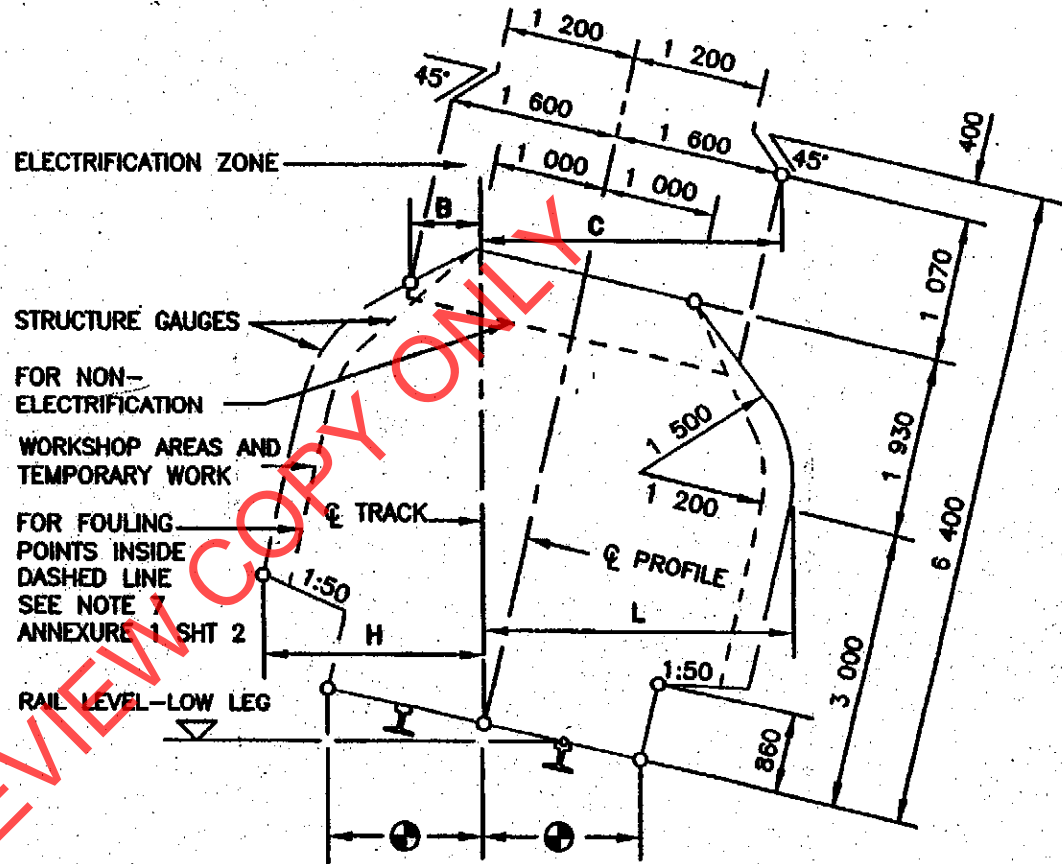 1 200
1 200
45°
1 600
1 600
45°
400
1 000
1 000
ELECTRIFICATION ZONE
B
C
1 070
STRUCTURE GAUGES
FOR NON-
ELECTRIFICATION
1 500
1 930
WORKSHOP AREAS AND
TEMPORARY WORK
1 200
6 400
℄ TRACK
FOR FOULING
POINTS INSIDE
DASHED LINE
SEE NOTE 7
ANNEXURE 1 SHT 2
℄ PROFILE
1:50
H
L
1:50
3 000
RAIL LEVEL-LOW LEG
860
EVIEW COPY ONLY